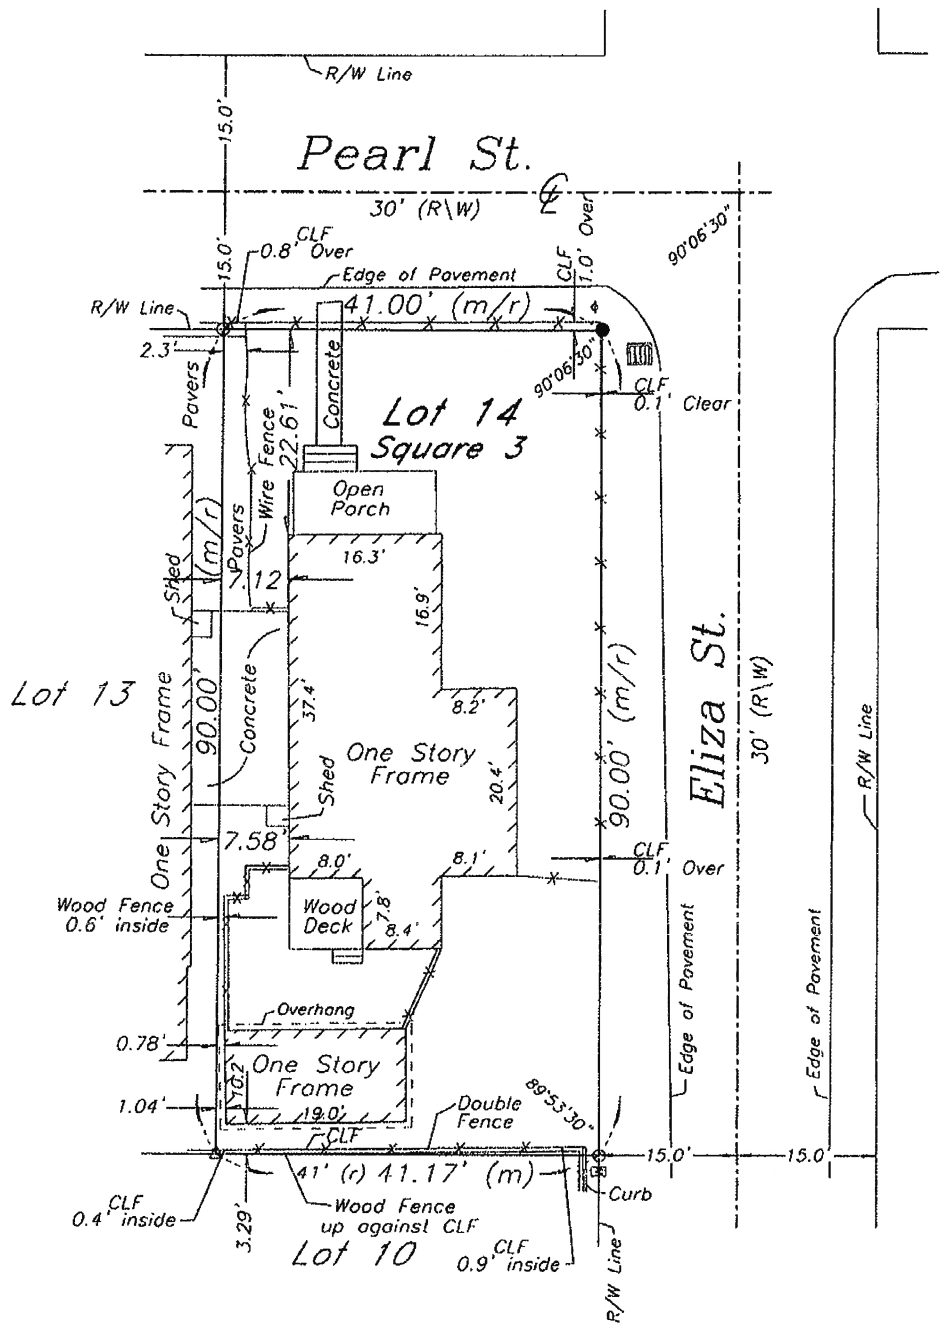 R/W Line
15.0'
Pearl St.
30' (R\W)
℄
90°06'30"
15.0'
CLF
0.8' Over
CLF
1.0' Over
Edge of Pavement
R/W Line
41.00' (m/r)
2.3'
Pavers
Wire Fence
22.61'
Concrete
90°06'30"
CLF
0.1' Clear
Lot 14
Square 3
Open
Porch
(m/r)
Pavers
16.3'
7.12'
Shed
16.9'
Lot 13
One Story Frame
90.00'
Concrete
37.4'
8.2'
One Story
Frame
20.4'
90.00' (m/r)
Eliza St.
30' (R\W)
R/W Line
Shed
7.58'
8.0'
8.1'
CLF
0.1' Over
Wood Fence
0.6' inside
Wood
Deck
7.8'
8.4'
Edge of Pavement
Edge of Pavement
Overhang
0.78'
One Story
Frame
10.2
19.0'
1.04'
Double
Fence
89°53'30"
CLF
41' (r) 41.17' (m)
15.0'
15.0'
CLF
0.4' inside
3.29'
Wood Fence
up against CLF
Curb
Lot 10
CLF
0.9' inside
R/W Line